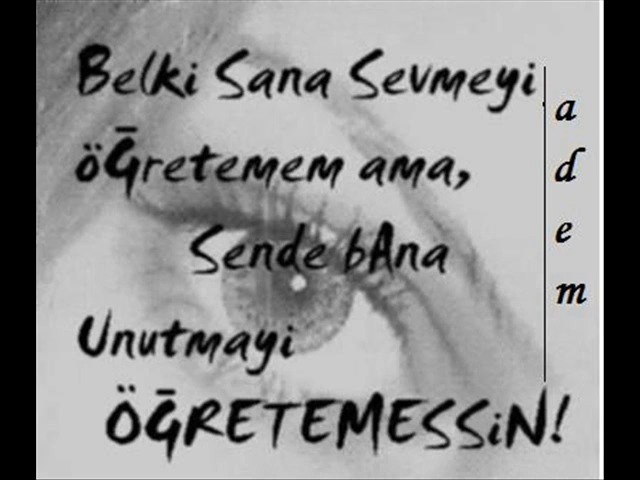 Belki Sana Sevmeyi
öĞretemem ama,
Sende bAna
Unutmayi
ÖĞRETEMESSiN!
a
d
e
m